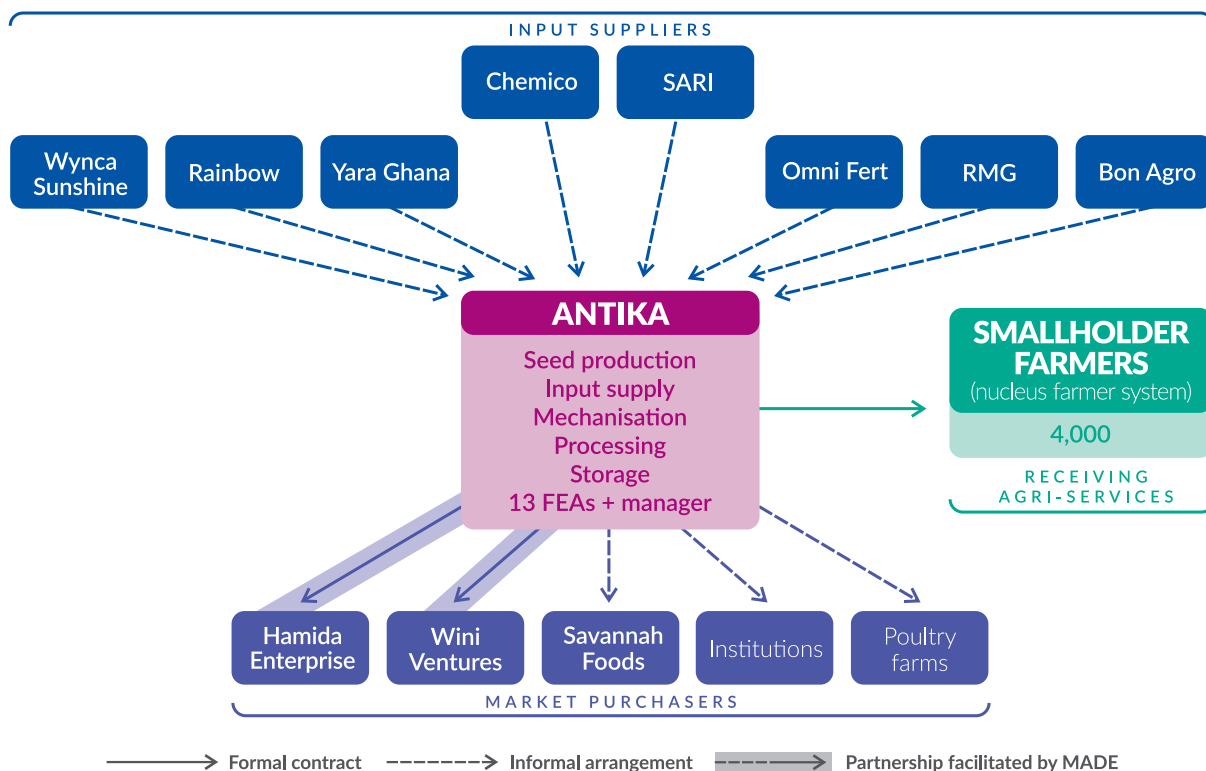 INPUT SUPPLIERS
Chemico
SARI
Wynca
Sunshine
Rainbow
Yara Ghana
Omni Fert
RMG
Bon Agro
ANTIKA
Seed production
Input supply
Mechanisation
Processing
Storage
13 FEAs + manager
SMALLHOLDER
FARMERS
(nucleus farmer system)
4,000
RECEIVING
AGRI-SERVICES
Hamida
Enterprise
Wini
Ventures
Savannah
Foods
Institutions
Poultry
farms
MARKET PURCHASERS
Formal contract
Informal arrangement
Partnership facilitated by MADE